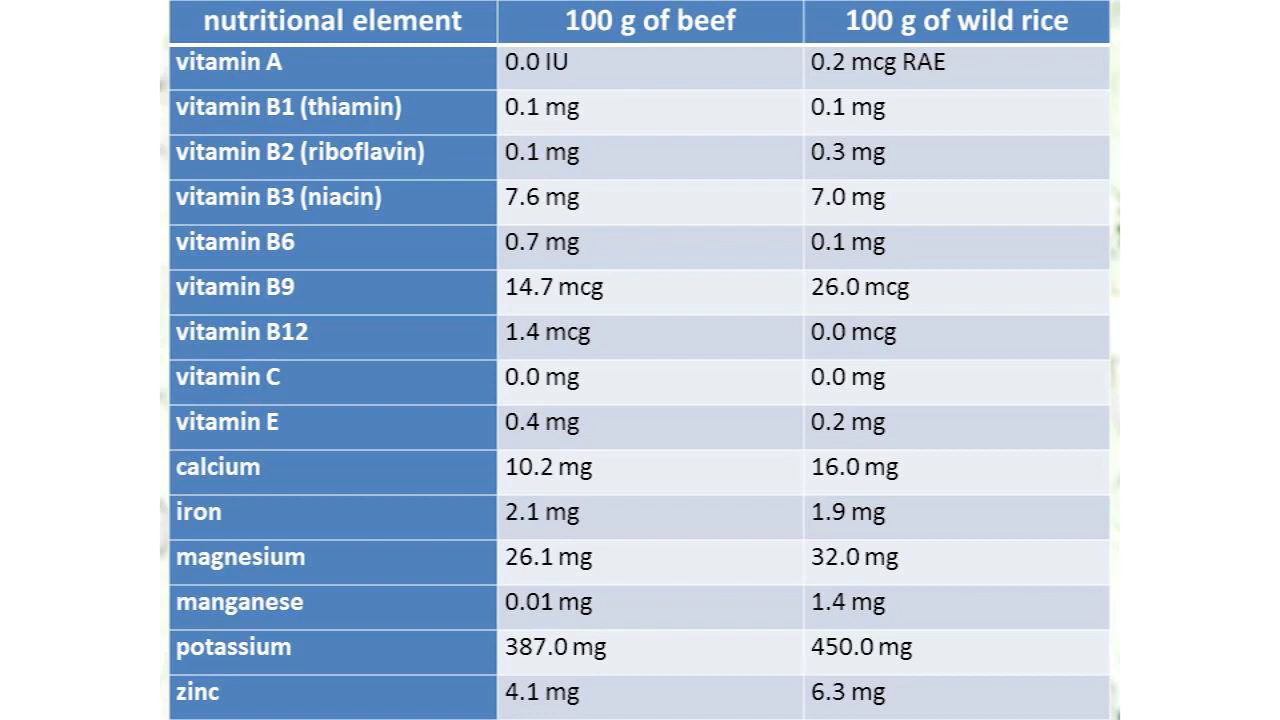 nutritional element 100 g of beef 100 g of wild rice
vitamin A 0.0 IU 0.2 mcg RAE
vitamin B1 (thiamin) 0.1 mg 0.1 mg
vitamin B2 (riboflavin) 0.1 mg 0.3 mg
vitamin B3 (niacin) 7.6 mg 7.0 mg
vitamin B6 0.7 mg 0.1 mg
vitamin B9 14.7 mcg 26.0 mcg
vitamin B12 1.4 mcg 0.0 mcg
vitamin C 0.0 mg 0.0 mg
vitamin E 0.4 mg 0.2 mg
calcium 10.2 mg 16.0 mg
iron 2.1 mg 1.9 mg
magnesium 26.1 mg 32.0 mg
manganese 0.01 mg 1.4 mg
potassium 387.0 mg 450.0 mg
zinc 4.1 mg 6.3 mg